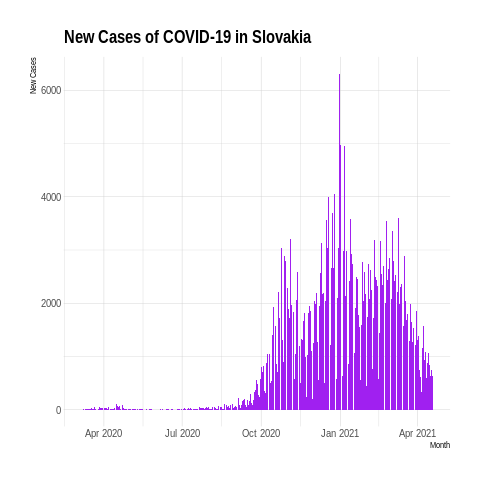 New Cases of COVID-19 in Slovakia
New Cases
6000
4000
2000
0
Apr 2020 Jul 2020 Oct 2020 Jan 2021 Apr 2021
Month